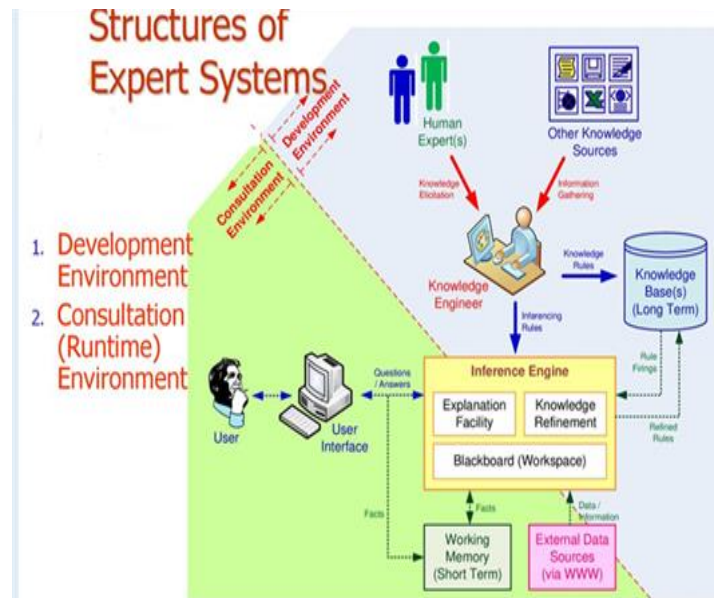 Structures of
Expert Systems
Development
Environment
Consultation
Environment
1. Development
Environment
2. Consultation
(Runtime)
Environment
Human
Expert(s)
Other Knowledge
Sources
Knowledge
Elicitation
Information
Gathering
Knowledge
Engineer
Knowledge
Rules
Knowledge
Base(s)
(Long Term)
Inferencing
Rules
Rule
Firings
Refined
Rules
Inference Engine
Explanation
Facility
Knowledge
Refinement
Blackboard (Workspace)
Questions
/ Answers
User
User
Interface
Facts
Facts
Data /
Information
Working
Memory
(Short Term)
External Data
Sources
(via WWW)